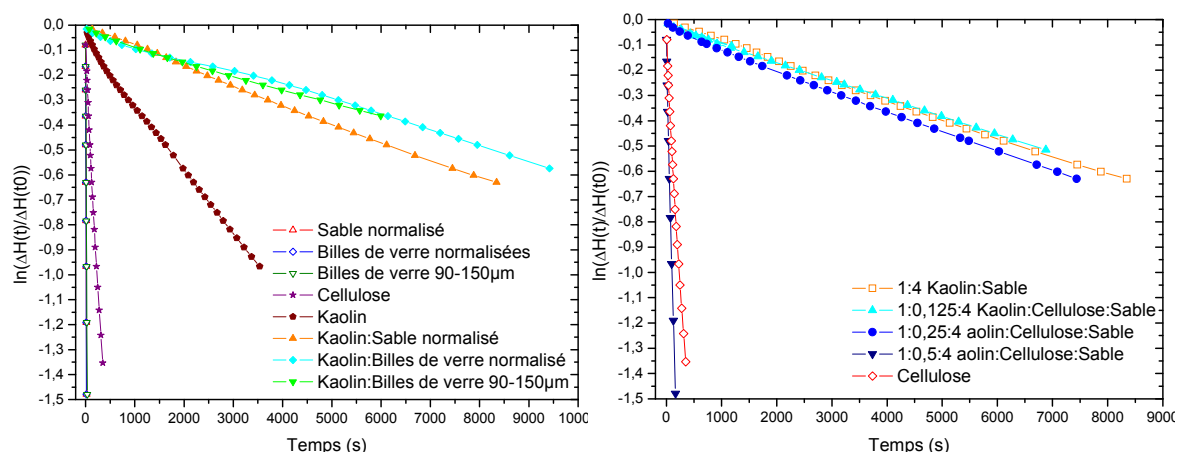 0,0
-0,1
-0,2
-0,3
-0,4
-0,5
-0,6
-0,7
-0,8
-0,9
-1,0
-1,1
-1,2
-1,3
-1,4
-1,5
ln(ΔH(t)/ΔH(t0))
Sable normalisé
Billes de verre normalisées
Billes de verre 90-150µm
Cellulose
Kaolin
Kaolin:Sable normalisé
Kaolin:Billes de verre normalisé
Kaolin:Billes de verre 90-150µm
0 1000 2000 3000 4000 5000 6000 7000 8000 9000 1000
Temps (s)
0,0
-0,1
-0,2
-0,3
-0,4
-0,5
-0,6
-0,7
-0,8
-0,9
-1,0
-1,1
-1,2
-1,3
-1,4
-1,5
ln(ΔH(t)/ΔH(t0))
1:4 Kaolin:Sable
1:0,125:4 Kaolin:Cellulose:Sable
1:0,25:4 aolin:Cellulose:Sable
1:0,5:4 aolin:Cellulose:Sable
Cellulose
0 1000 2000 3000 4000 5000 6000 7000 8000 900
Temps (s)